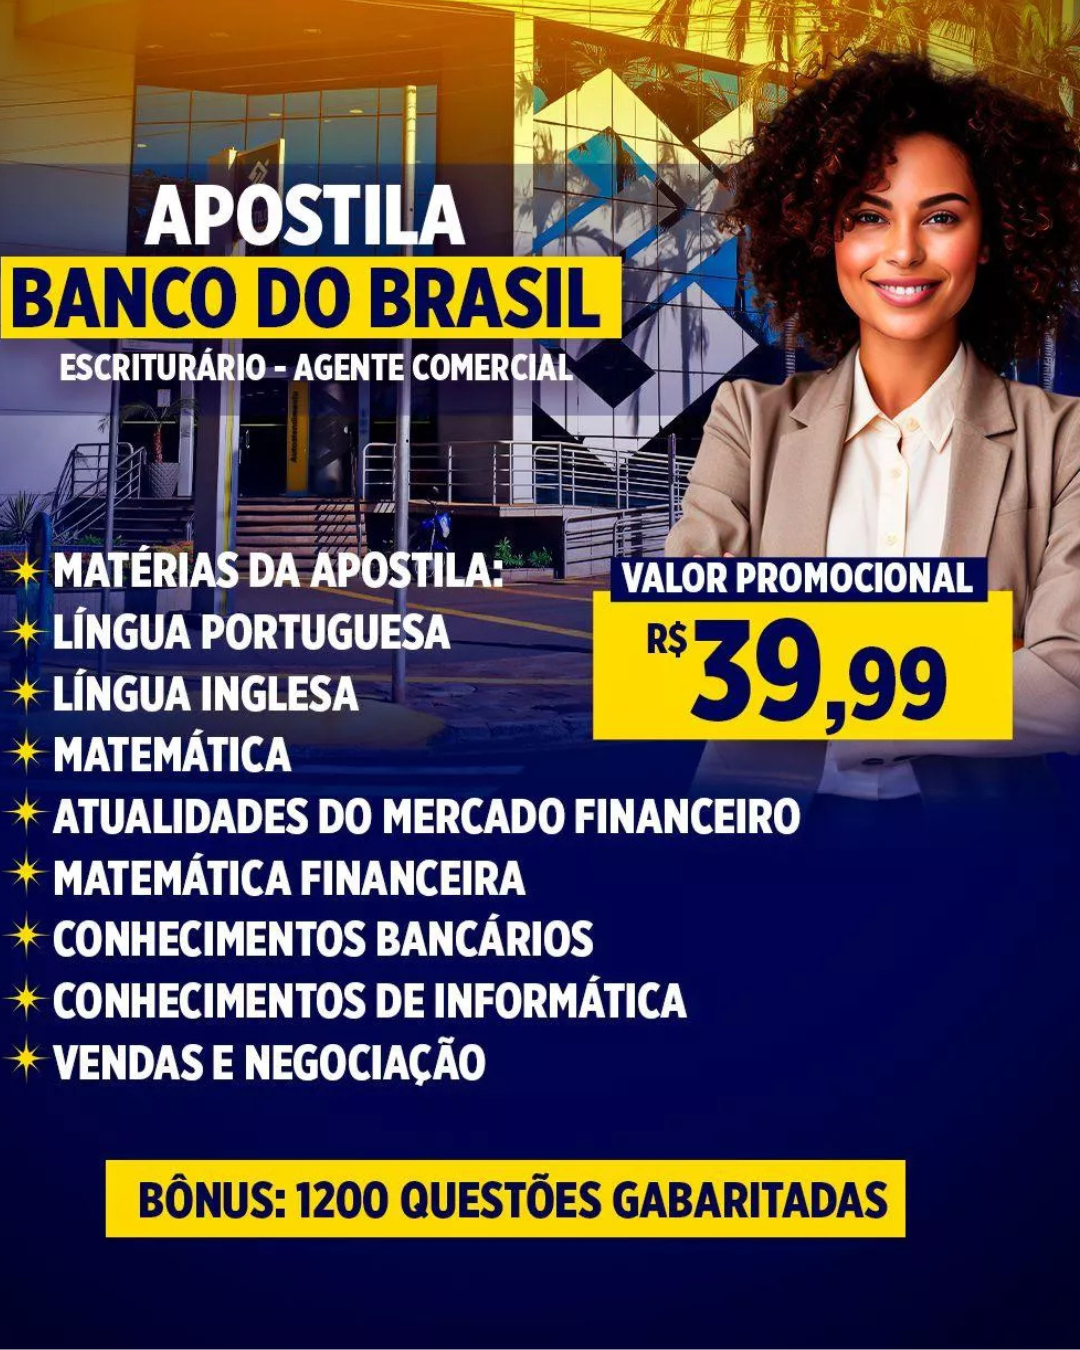 APOSTILA
BANCO DO BRASIL
ESCRITURÁRIO - AGENTE COMERCIAL
MATÉRIAS DA APOSTILA:
LÍNGUA PORTUGUESA
LÍNGUA INGLESA
MATEMÁTICA
ATUALIDADES DO MERCADO FINANCEIRO
MATEMÁTICA FINANCEIRA
CONHECIMENTOS BANCÁRIOS
CONHECIMENTOS DE INFORMÁTICA
VENDAS E NEGOCIAÇÃO
VALOR PROMOCIONAL
R$39,99
BÔNUS: 1200 QUESTÕES GABARITADAS